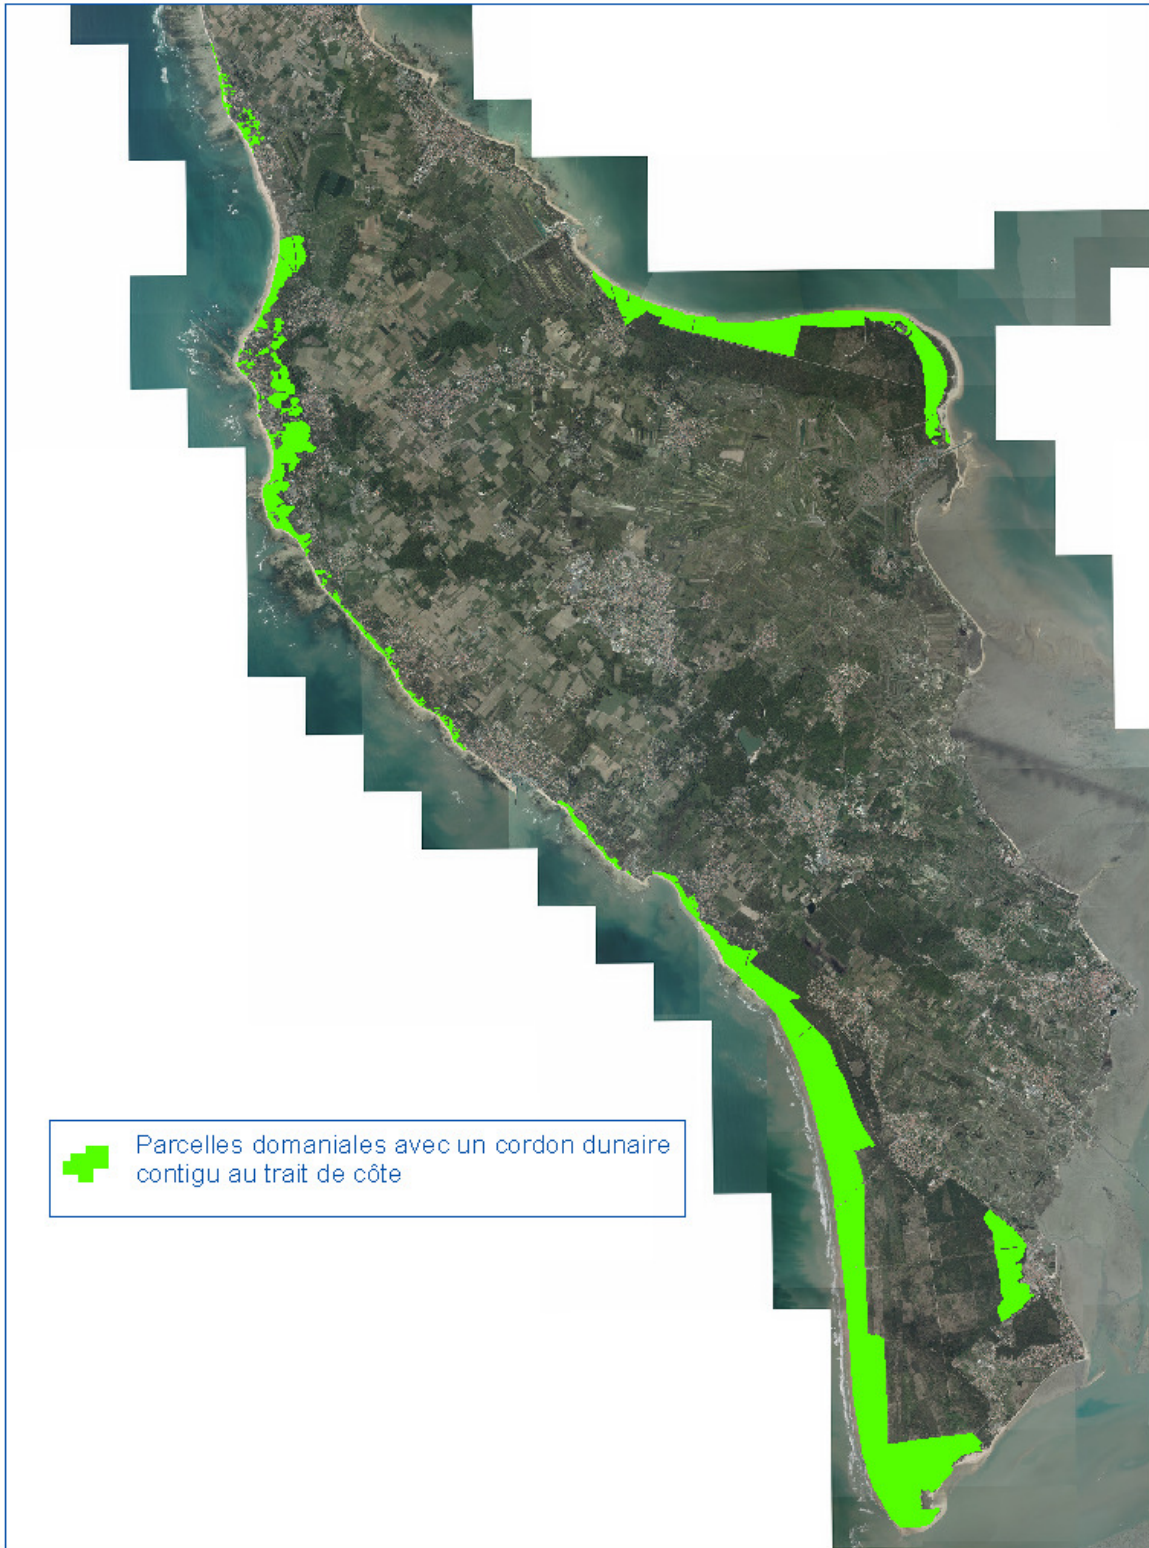 Parcelles domaniales avec un cordon dunaire
contigu au trait de côte